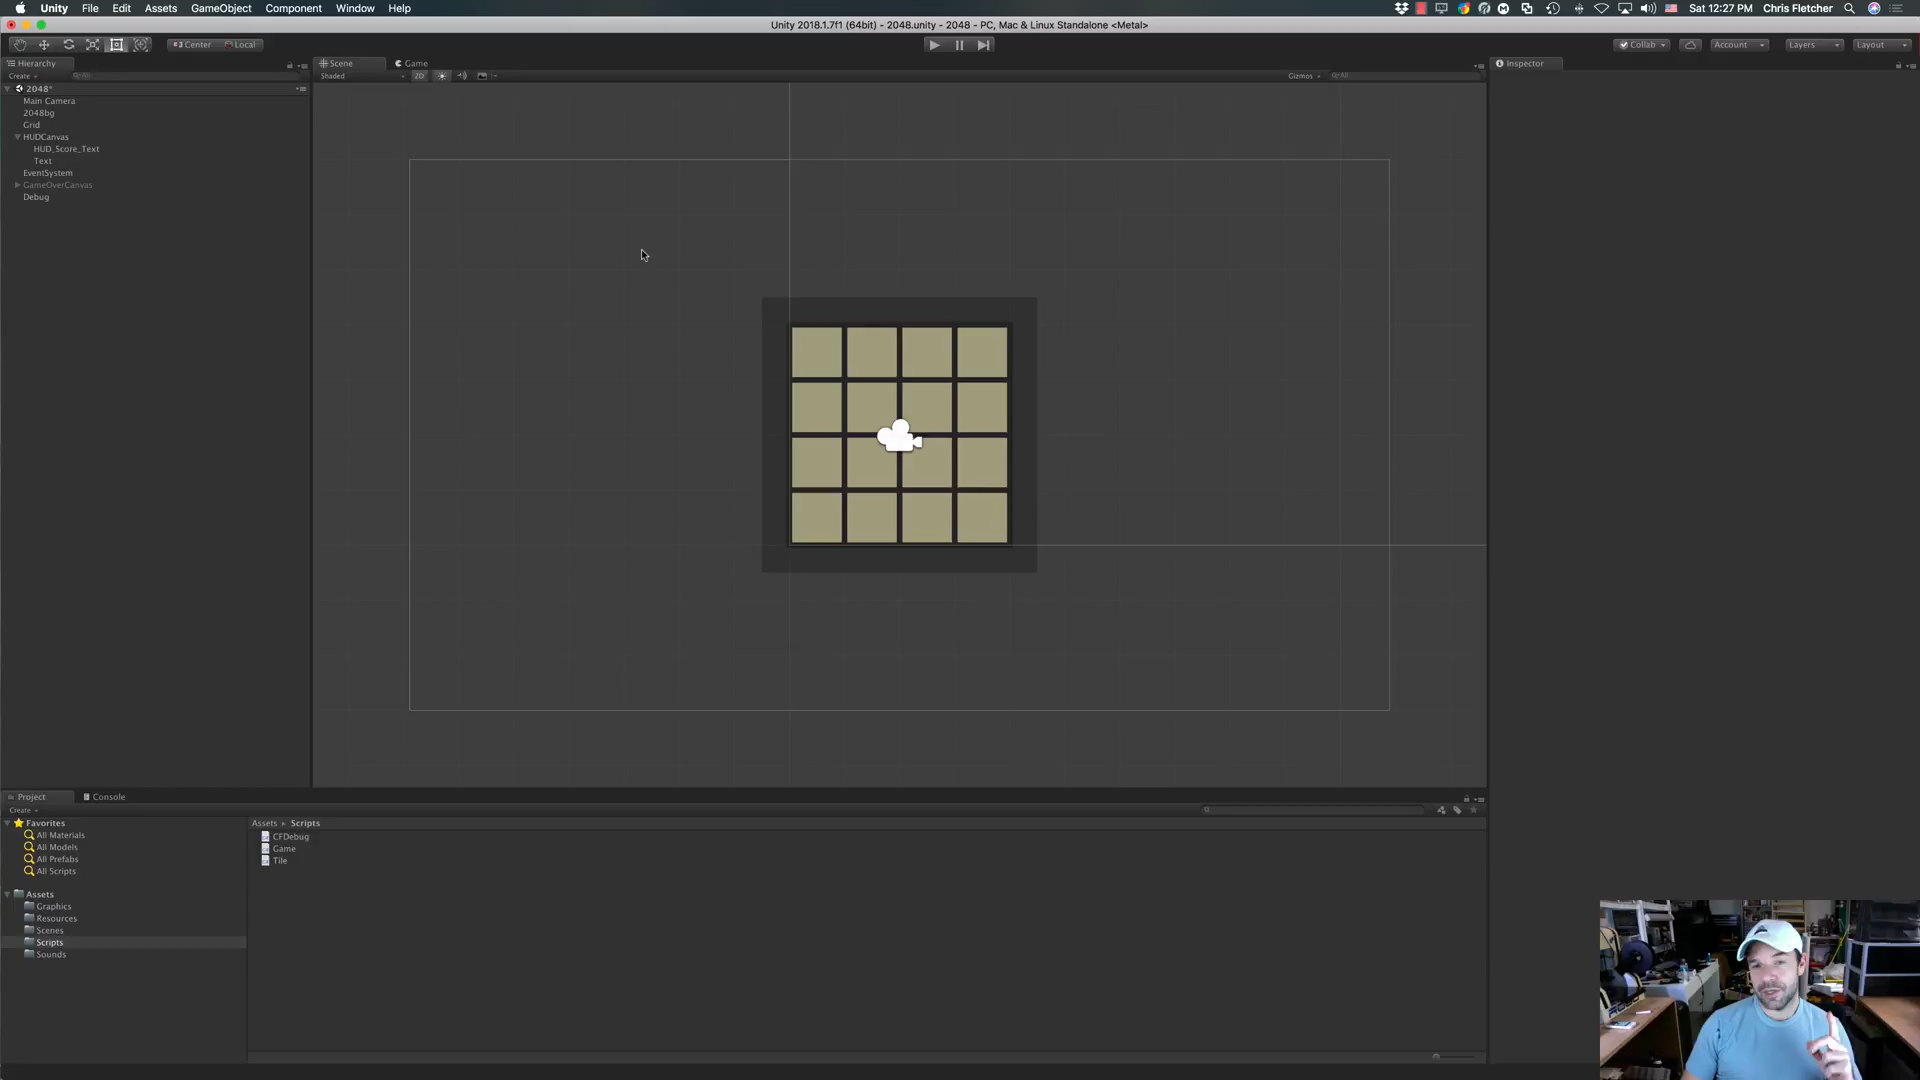 Unity File Edit Assets GameObject Component Window Help
Sat 12:27 PM Chris Fletcher
Unity 2018.1.7f1 (64bit) - 2048.unity - 2048 - PC, Mac & Linux Standalone <Metal>
Center Local
Collab Account Layers Layout
Hierarchy
Create All
2048*
Main Camera
2048bg
Grid
HUDCanvas
HUD_Score_Text
Text
EventSystem
GameOverCanvas
Debug
Scene Game
Shaded 2D Gizmos All
Inspector
Project Console
Create
Favorites
All Materials
All Models
All Prefabs
All Scripts
Assets
Graphics
Resources
Scenes
Scripts
Sounds
Assets Scripts
CFDebug
Game
Tile